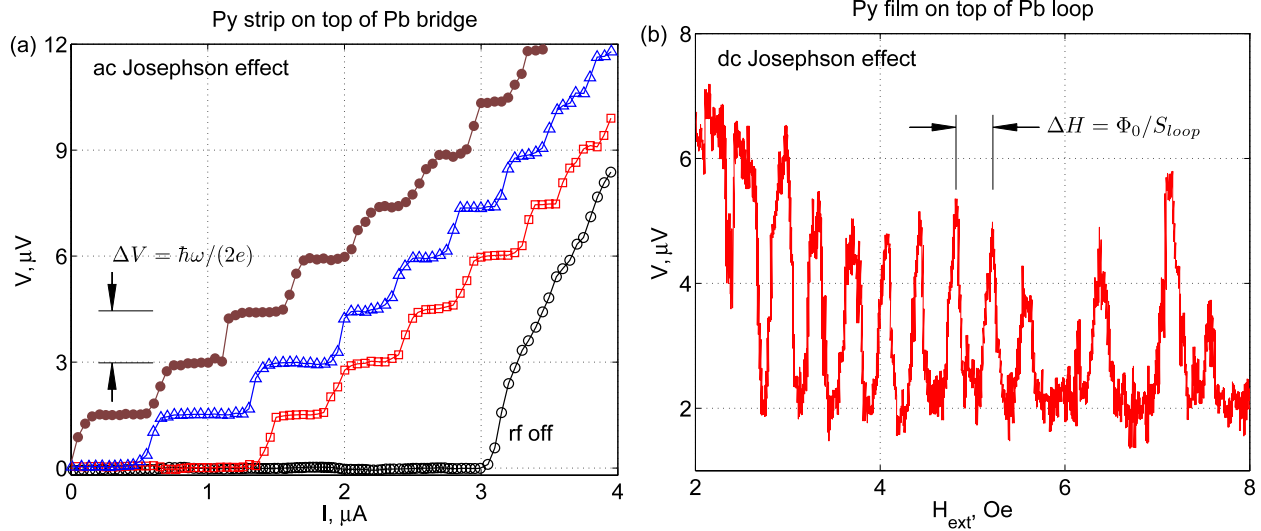 Py strip on top of Pb bridge
(a)
ac Josephson effect
ΔV = ħω/(2e)
rf off
V, μV
12
9
6
3
0
0 1 2 3 4
I, μA
Py film on top of Pb loop
(b)
dc Josephson effect
ΔH = Φ₀/S_loop
V, μV
8
6
4
2
2 4 6 8
H_ext, Oe